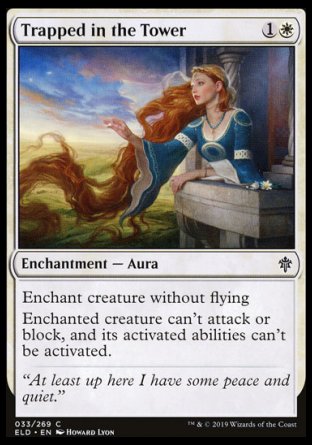 Trapped in the Tower 1
Enchantment — Aura
Enchant creature without flying
Enchanted creature can't attack or
block, and its activated abilities can't
be activated.
"At least up here I have some peace and
quiet."
033/269 C
ELD • EN Howard Lyon
™ & © 2019 Wizards of the Coast